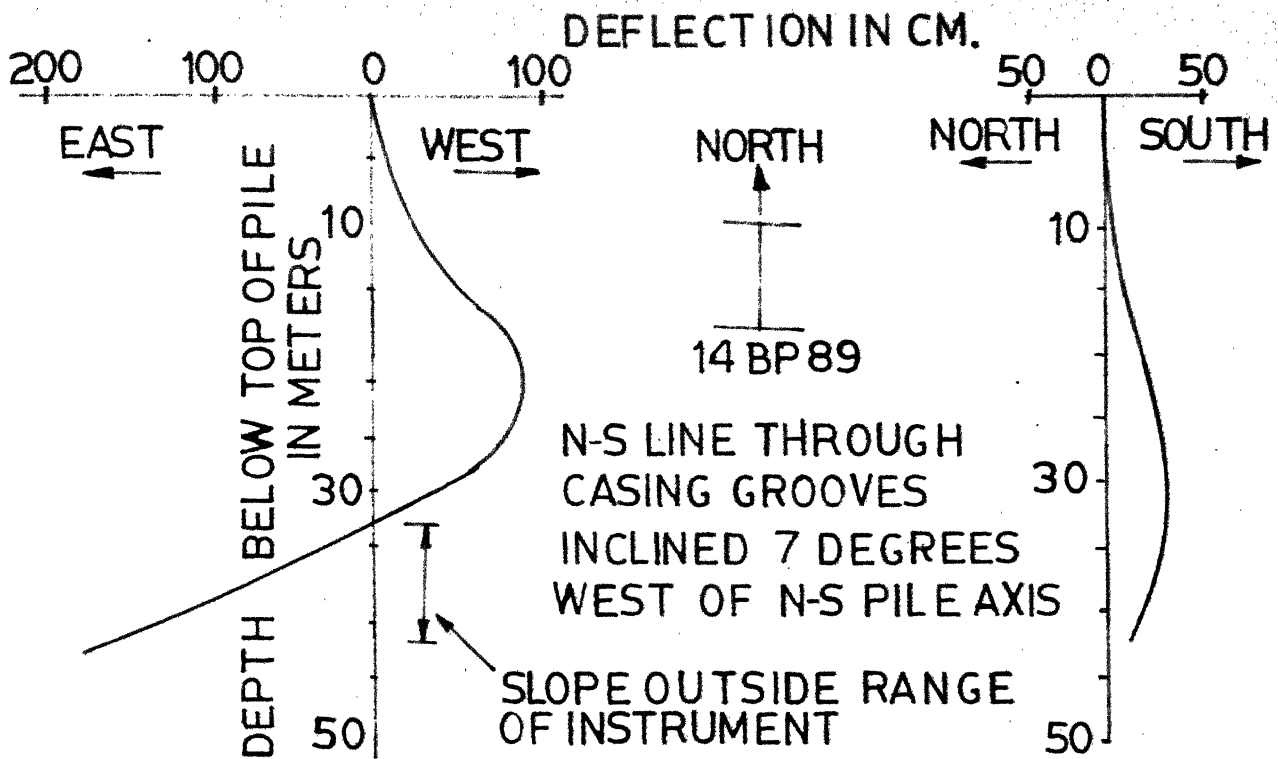 DEFLECTION IN CM.
200 100 0 100
50 0 50
EAST WEST
NORTH
NORTH SOUTH
DEPTH BELOW TOP OF PILE
IN METERS
10
30
50
14 BP 89
N-S LINE THROUGH
CASING GROOVES
INCLINED 7 DEGREES
WEST OF N-S PILE AXIS
SLOPE OUTSIDE RANGE
OF INSTRUMENT
10
30
50